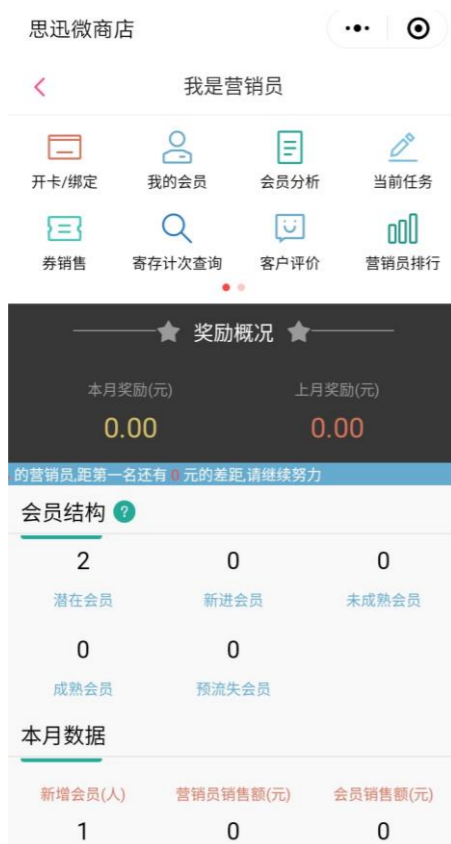 思迅微商店
我是营销员
开卡/绑定 我的会员 会员分析 当前任务
券销售 寄存计次查询 客户评价 营销员排行
奖励概况
本月奖励(元) 上月奖励(元)
0.00 0.00
的营销员,距第一名还有 0 元的差距,请继续努力
会员结构 ?
2 0 0
潜在会员 新进会员 未成熟会员
0 0
成熟会员 预流失会员
本月数据
新增会员(人) 营销员销售额(元) 会员销售额(元)
1 0 0